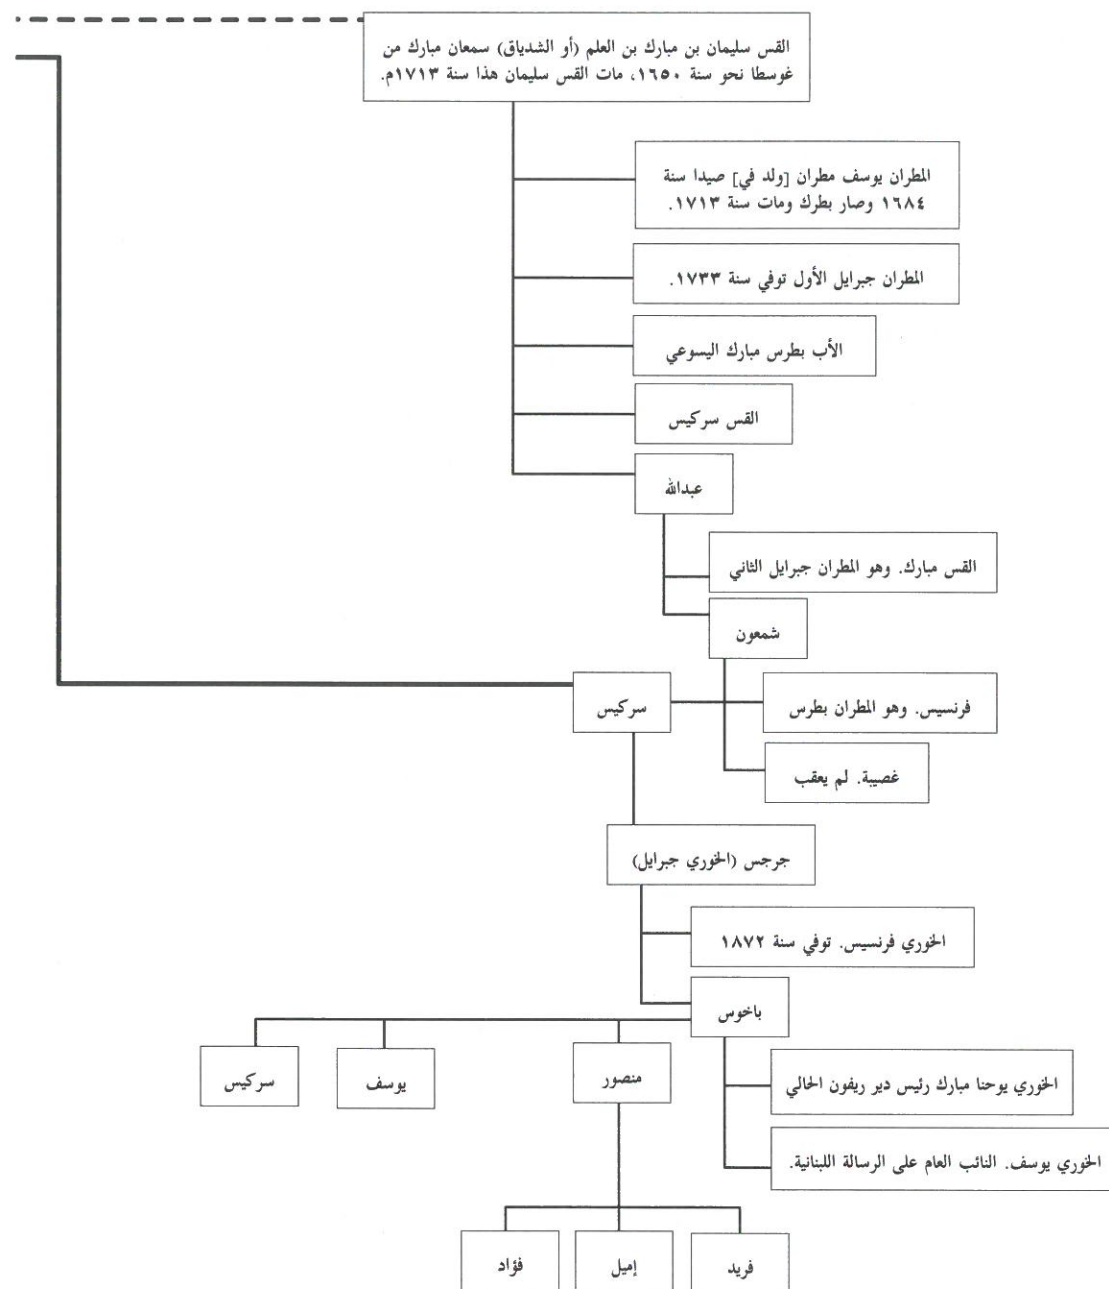 القس سليمان بن مبارك بن العلم (أو الشدياق) سمعان مبارك من
غوسطا نحو سنة ١٦٥٠، مات القس سليمان هذا سنة ١٧١٣م.
المطران يوسف مطران [ولد في] صيدا سنة
١٦٨٤ وصار بطرك ومات سنة ١٧١٣.
المطران جبرايل الأول توفي سنة ١٧٣٣.
الأب بطرس مبارك اليسوعي
القس سركيس
عبدالله
القس مبارك. وهو المطران جبرايل الثاني
شمعون
فرنسيس. وهو المطران بطرس
سركيس
غصيبة. لم يعقب
جرجس (الخوري جبرايل)
الخوري فرنسيس. توفي سنة ١٨٧٢
باخوس
الخوري يوحنا مبارك رئيس دير ريفون الحالي
منصور
يوسف
سركيس
الخوري يوسف. النائب العام على الرسالة اللبنانية.
فريد
إميل
فؤاد